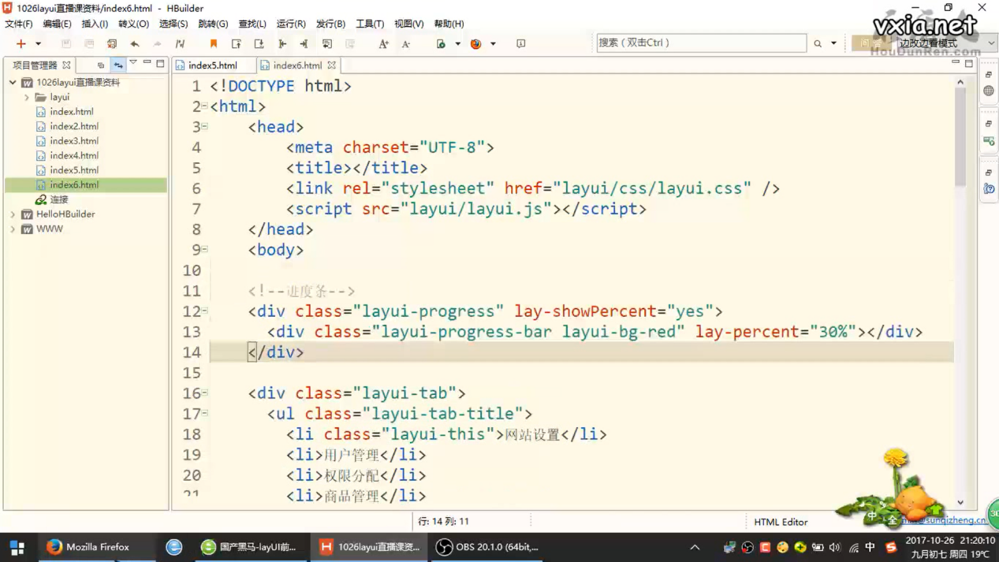 1026layui直播课资料/index6.html - HBuilder
文件(F) 编辑(E) 插入(I) 转义(O) 选择(S) 跳转(G) 查找(L) 运行(R) 发行(B) 工具(T) 视图(V) 帮助(H)
vxia.net
搜索（双击Ctrl）
边改边看模式
HouDunRen.com
项目管理器
index5.html
index6.html
1026layui直播课资料
layui
index.html
index2.html
index3.html
index4.html
index5.html
index6.html
连接
HelloHBuilder
WWW
1 <!DOCTYPE html>
2 <html>
3 <head>
4 <meta charset="UTF-8">
5 <title></title>
6 <link rel="stylesheet" href="layui/css/layui.css" />
7 <script src="layui/layui.js"></script>
8 </head>
9 <body>
10
11 <!--进度条-->
12 <div class="layui-progress" lay-showPercent="yes">
13 <div class="layui-progress-bar layui-bg-red" lay-percent="30%"></div>
14 </div>
15
16 <div class="layui-tab">
17 <ul class="layui-tab-title">
18 <li class="layui-this">网站设置</li>
19 <li>用户管理</li>
20 <li>权限分配</li>
21 <li>商品管理</li>
行: 14 列: 11
HTML Editor
sunqizheng.cn
中
全
30
Mozilla Firefox
国产黑马-layUI前...
1026layui直播课资...
OBS 20.1.0 (64bit,...
中
2017-10-26 21:20:10
九月初七 周四 19℃